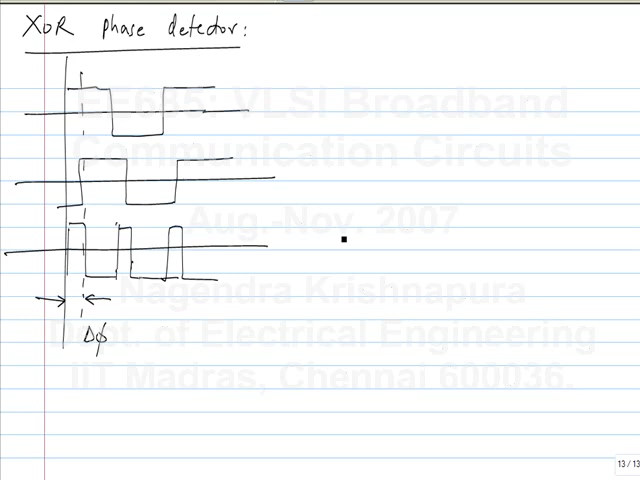 XOR phase detector:
EE685: VLSI Broadband
Communication Circuits
Aug.-Nov. 2007
Nagendra Krishnapura
Dept. of Electrical Engineering
IIT Madras, Chennai 600036.
Δϕ
13 / 13